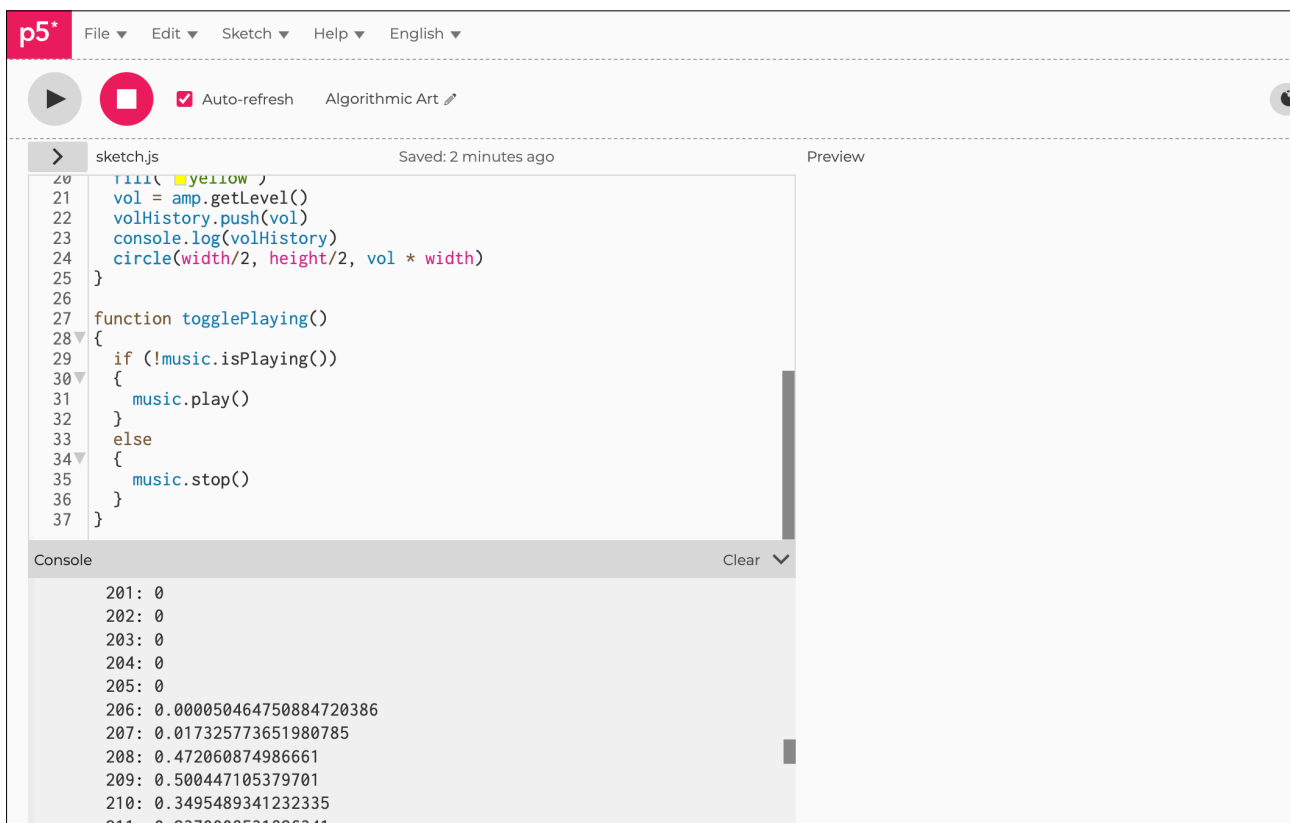 p5* File Edit Sketch Help English
Auto-refresh Algorithmic Art
sketch.js Saved: 2 minutes ago Preview
20 fill( yellow )
21 vol = amp.getLevel()
22 volHistory.push(vol)
23 console.log(volHistory)
24 circle(width/2, height/2, vol * width)
25 }
26
27 function togglePlaying()
28 {
29 if (!music.isPlaying())
30 {
31 music.play()
32 }
33 else
34 {
35 music.stop()
36 }
37 }
Console Clear
201: 0
202: 0
203: 0
204: 0
205: 0
206: 0.000050464750884720386
207: 0.017325773651980785
208: 0.472060874986661
209: 0.500447105379701
210: 0.3495489341232335